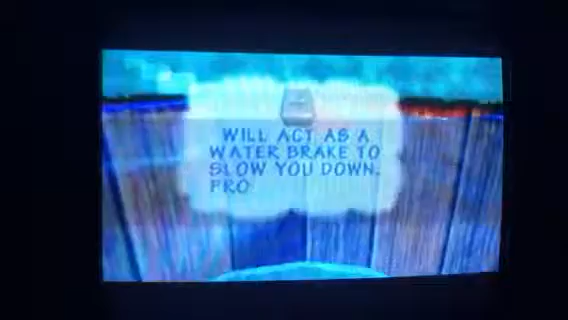 WILL ACT AS A
WATER BRAKE TO
SLOW YOU DOWN.
PRO